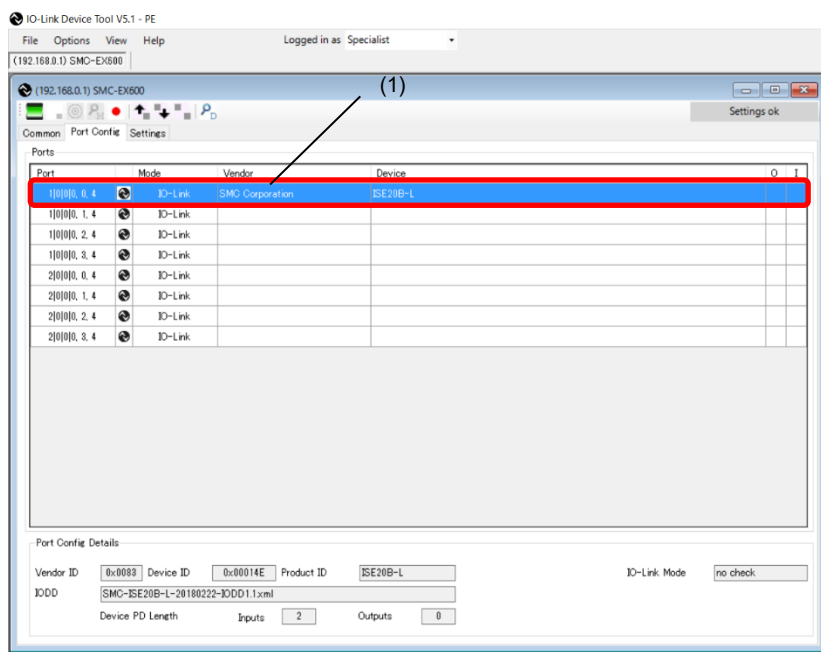 IO-Link Device Tool V5.1 - PE
File Options View Help Logged in as Specialist
(192.168.0.1) SMC-EX600
(192.168.0.1) SMC-EX600 (1)
Settings ok
Common Port Config Settings
Ports
Port Mode Vendor Device O I
1|0|0|0, 0, 4 IO-Link SMC Corporation ISE20B-L
1|0|0|0, 1, 4 IO-Link
1|0|0|0, 2, 4 IO-Link
1|0|0|0, 3, 4 IO-Link
2|0|0|0, 0, 4 IO-Link
2|0|0|0, 1, 4 IO-Link
2|0|0|0, 2, 4 IO-Link
2|0|0|0, 3, 4 IO-Link
Port Config Details
Vendor ID 0x0083 Device ID 0x00014E Product ID ISE20B-L IO-Link Mode no check
IODD SMC-ISE20B-L-20180222-IODD1.1xml
Device PD Length Inputs 2 Outputs 0